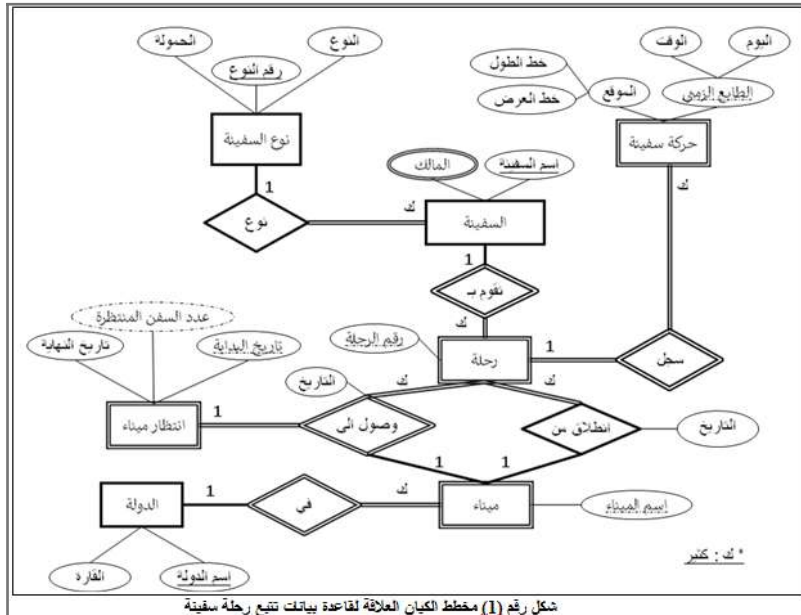 الحمولة
النوع
رقم النوع
نوع السفينة
اليوم
الوقت
خط الطول
خط العرض
الموقع
الطابع الزمني
حركة سفينة
المالك
اسم السفينة
1
ك
ك
نوع
السفينة
1
تقوم بـ
عدد السفن المنتظرة
رقم الرحلة
ك
تاريخ النهاية
تاريخ البداية
رحلة
1
سجل
التاريخ
ك
ك
انتظار ميناء
1
وصول الى
انطلاق من
التاريخ
1
1
الدولة
1
في
ك
ميناء
اسم الميناء
القارة
اسم الدولة
* ك : كثير
شكل رقم (1) مخطط الكيان العلاقة لقاعدة بيانات تتبع رحلة سفينة